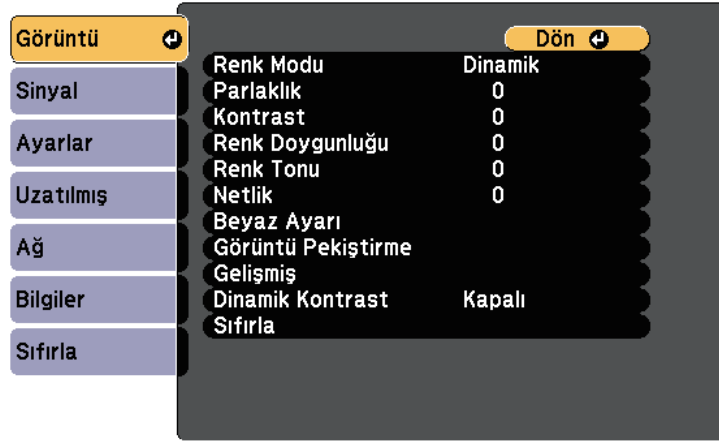 Görüntü
Sinyal
Ayarlar
Uzatılmış
Ağ
Bilgiler
Sıfırla
Dön
Renk Modu Dinamik
Parlaklık 0
Kontrast 0
Renk Doygunluğu 0
Renk Tonu 0
Netlik 0
Beyaz Ayarı
Görüntü Pekiştirme
Gelişmiş
Dinamik Kontrast Kapalı
Sıfırla